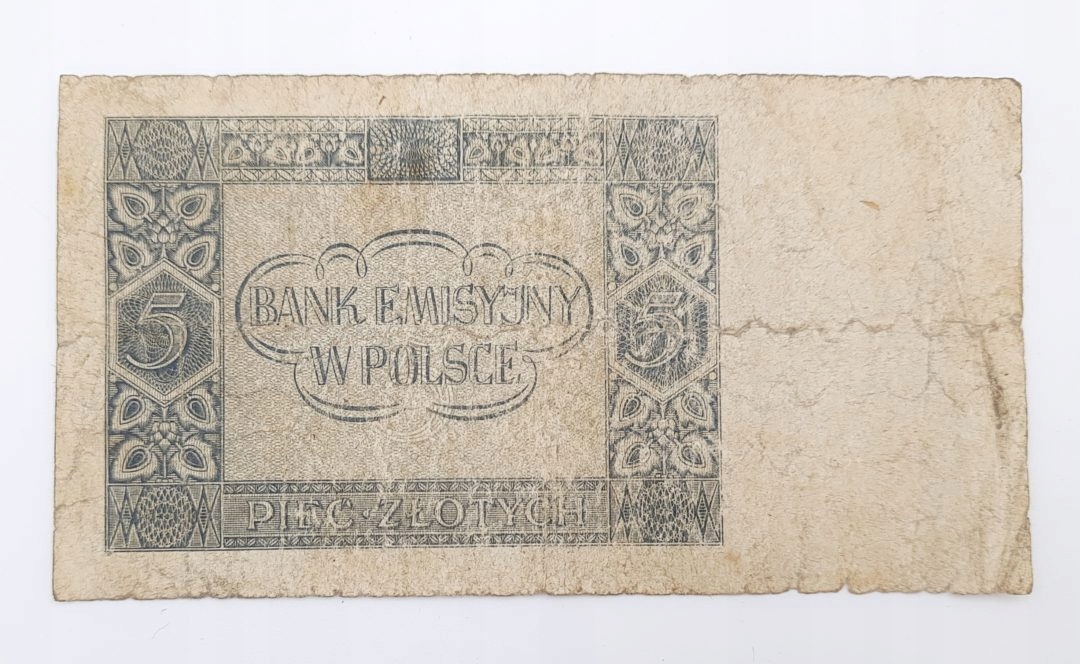 BANK EMISYJNY
W POLSCE
5 5
PIĘĆ·ZŁOTYCH